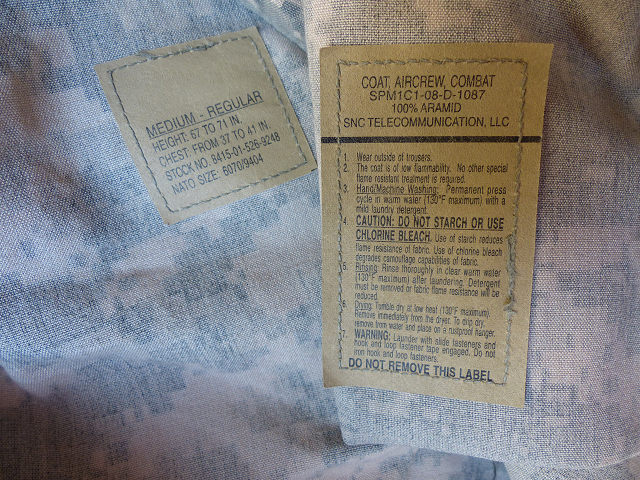 MEDIUM - REGULAR
HEIGHT: 67 TO 71 IN.
CHEST: FROM 37 TO 41 IN.
STOCK NO. 8415-01-526-9248
NATO SIZE: 6070/9404
COAT, AIRCREW, COMBAT
SPM1C1-08-D-1087
100% ARAMID
SNC TELECOMMUNICATION, LLC
1. Wear outside of trousers.
2. The coat is of low flammability. No other special
flame resistant treatment is required.
3. Hand/Machine Washing: Permanent press
cycle in warm water (130°F maximum) with a
mild laundry detergent.
4. CAUTION: DO NOT STARCH OR USE
CHLORINE BLEACH. Use of starch reduces
flame resistance of fabric. Use of chlorine bleach
degrades camouflage capabilities of fabric.
5. Rinsing: Rinse thoroughly in clear warm water
(130°F maximum) after laundering. Detergent
must be removed or fabric flame resistance will be
reduced.
6. Drying: Tumble dry at low heat (130°F maximum).
Remove immediately from the dryer. To drip dry,
remove from water and place on a rustproof hanger.
7. WARNING: Launder with slide fasteners and
hook and loop fastener tape engaged. Do not
iron hook and loop fasteners.
DO NOT REMOVE THIS LABEL